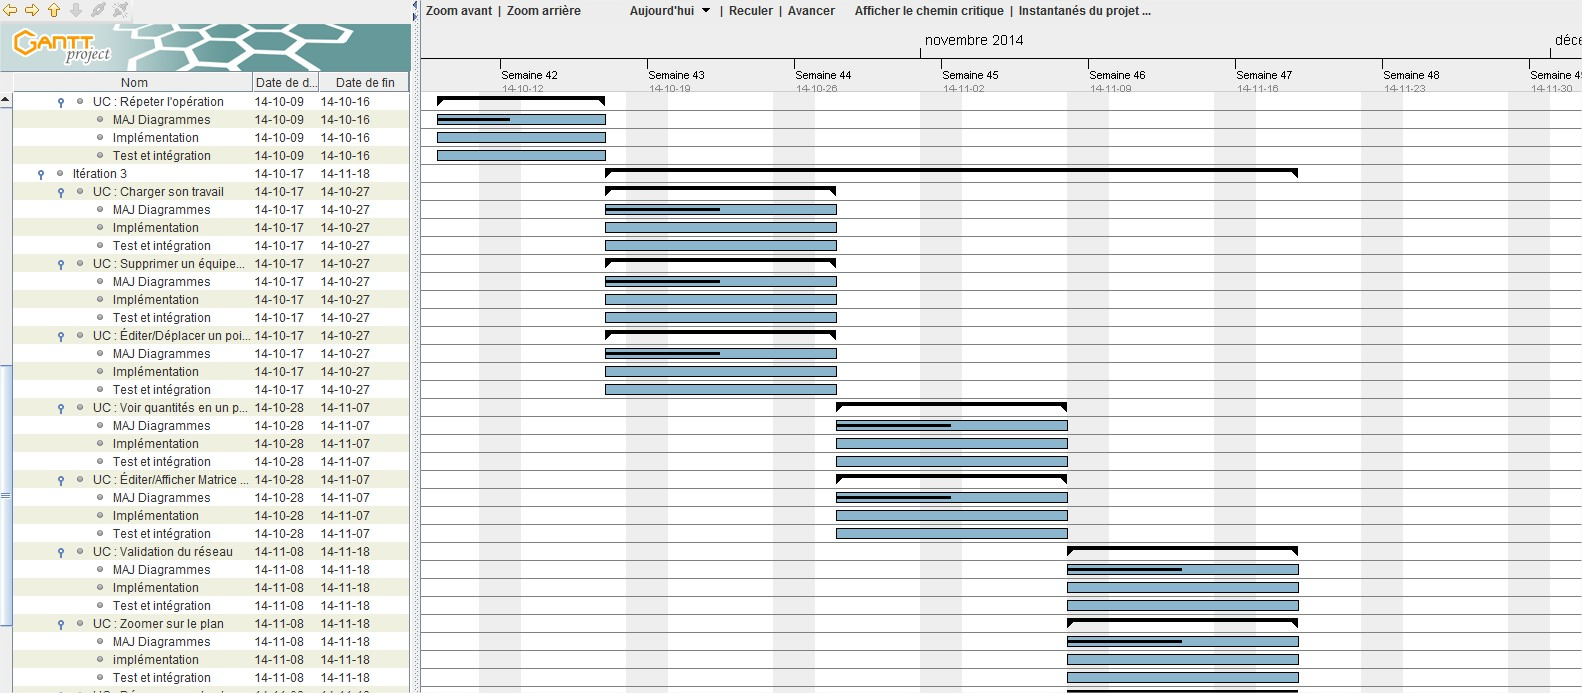 Zoom avant | Zoom arrière Aujourd'hui | Reculer | Avancer Afficher le chemin critique | Instantanés du projet ...
GANTT
project
novembre 2014
déce
Semaine 42 Semaine 43 Semaine 44 Semaine 45 Semaine 46 Semaine 47 Semaine 48 Semaine 49
14-10-12 14-10-19 14-10-26 14-11-02 14-11-09 14-11-16 14-11-23 14-11-30
Nom Date de d... Date de fin
UC : Répeter l'opération 14-10-09 14-10-16
MAJ Diagrammes 14-10-09 14-10-16
Implémentation 14-10-09 14-10-16
Test et intégration 14-10-09 14-10-16
Itération 3 14-10-17 14-11-18
UC : Charger son travail 14-10-17 14-10-27
MAJ Diagrammes 14-10-17 14-10-27
Implémentation 14-10-17 14-10-27
Test et intégration 14-10-17 14-10-27
UC : Supprimer un équipe... 14-10-17 14-10-27
MAJ Diagrammes 14-10-17 14-10-27
Implémentation 14-10-17 14-10-27
Test et intégration 14-10-17 14-10-27
UC : Éditer/Déplacer un poi... 14-10-17 14-10-27
MAJ Diagrammes 14-10-17 14-10-27
Implémentation 14-10-17 14-10-27
Test et intégration 14-10-17 14-10-27
UC : Voir quantités en un p... 14-10-28 14-11-07
MAJ Diagrammes 14-10-28 14-11-07
Implémentation 14-10-28 14-11-07
Test et intégration 14-10-28 14-11-07
UC : Éditer/Afficher Matrice ... 14-10-28 14-11-07
MAJ Diagrammes 14-10-28 14-11-07
Implémentation 14-10-28 14-11-07
Test et intégration 14-10-28 14-11-07
UC : Validation du réseau 14-11-08 14-11-18
MAJ Diagrammes 14-11-08 14-11-18
Implémentation 14-11-08 14-11-18
Test et intégration 14-11-08 14-11-18
UC : Zoomer sur le plan 14-11-08 14-11-18
MAJ Diagrammes 14-11-08 14-11-18
implémentation 14-11-08 14-11-18
Test et intégration 14-11-08 14-11-18